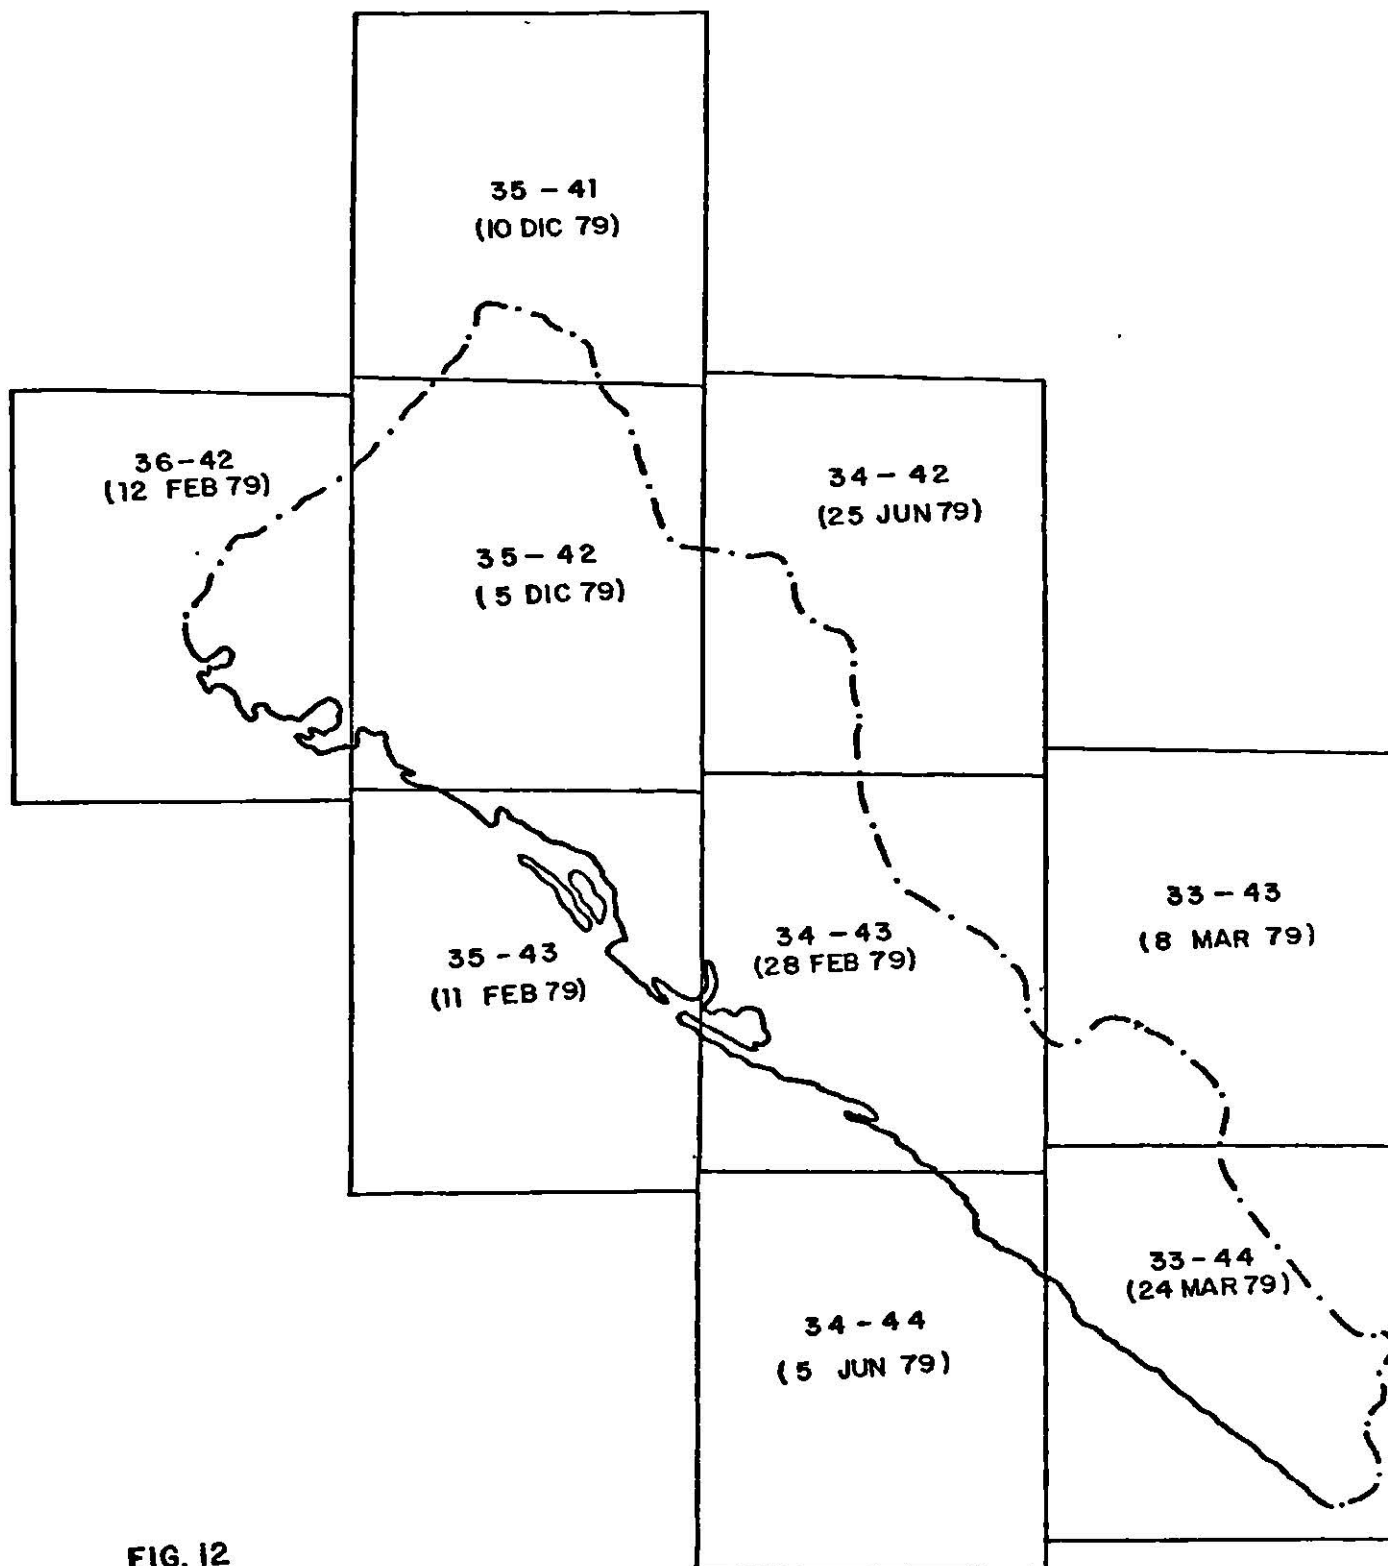 35 - 41
(10 DIC 79)
36-42
(12 FEB 79)
34 - 42
(25 JUN 79)
35 - 42
( 5 DIC 79)
33 - 43
( 8 MAR 79)
34 - 43
(28 FEB 79)
35 - 43
(11 FEB 79)
33 - 44
(24 MAR 79)
34 - 44
( 5 JUN 79)
FIG. 12